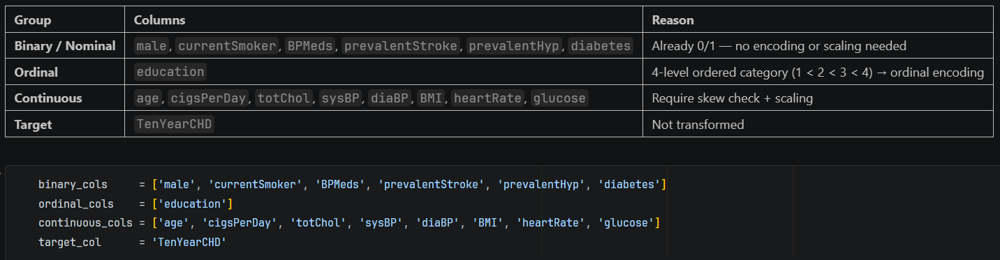 Group Columns Reason
Binary / Nominal male, currentSmoker, BPMeds, prevalentStroke, prevalentHyp, diabetes Already 0/1 — no encoding or scaling needed
Ordinal education 4-level ordered category (1 < 2 < 3 < 4) → ordinal encoding
Continuous age, cigsPerDay, totChol, sysBP, diaBP, BMI, heartRate, glucose Require skew check + scaling
Target TenYearCHD Not transformed
binary_cols     = ['male', 'currentSmoker', 'BPMeds', 'prevalentStroke', 'prevalentHyp', 'diabetes']
ordinal_cols    = ['education']
continuous_cols = ['age', 'cigsPerDay', 'totChol', 'sysBP', 'diaBP', 'BMI', 'heartRate', 'glucose']
target_col      = 'TenYearCHD'